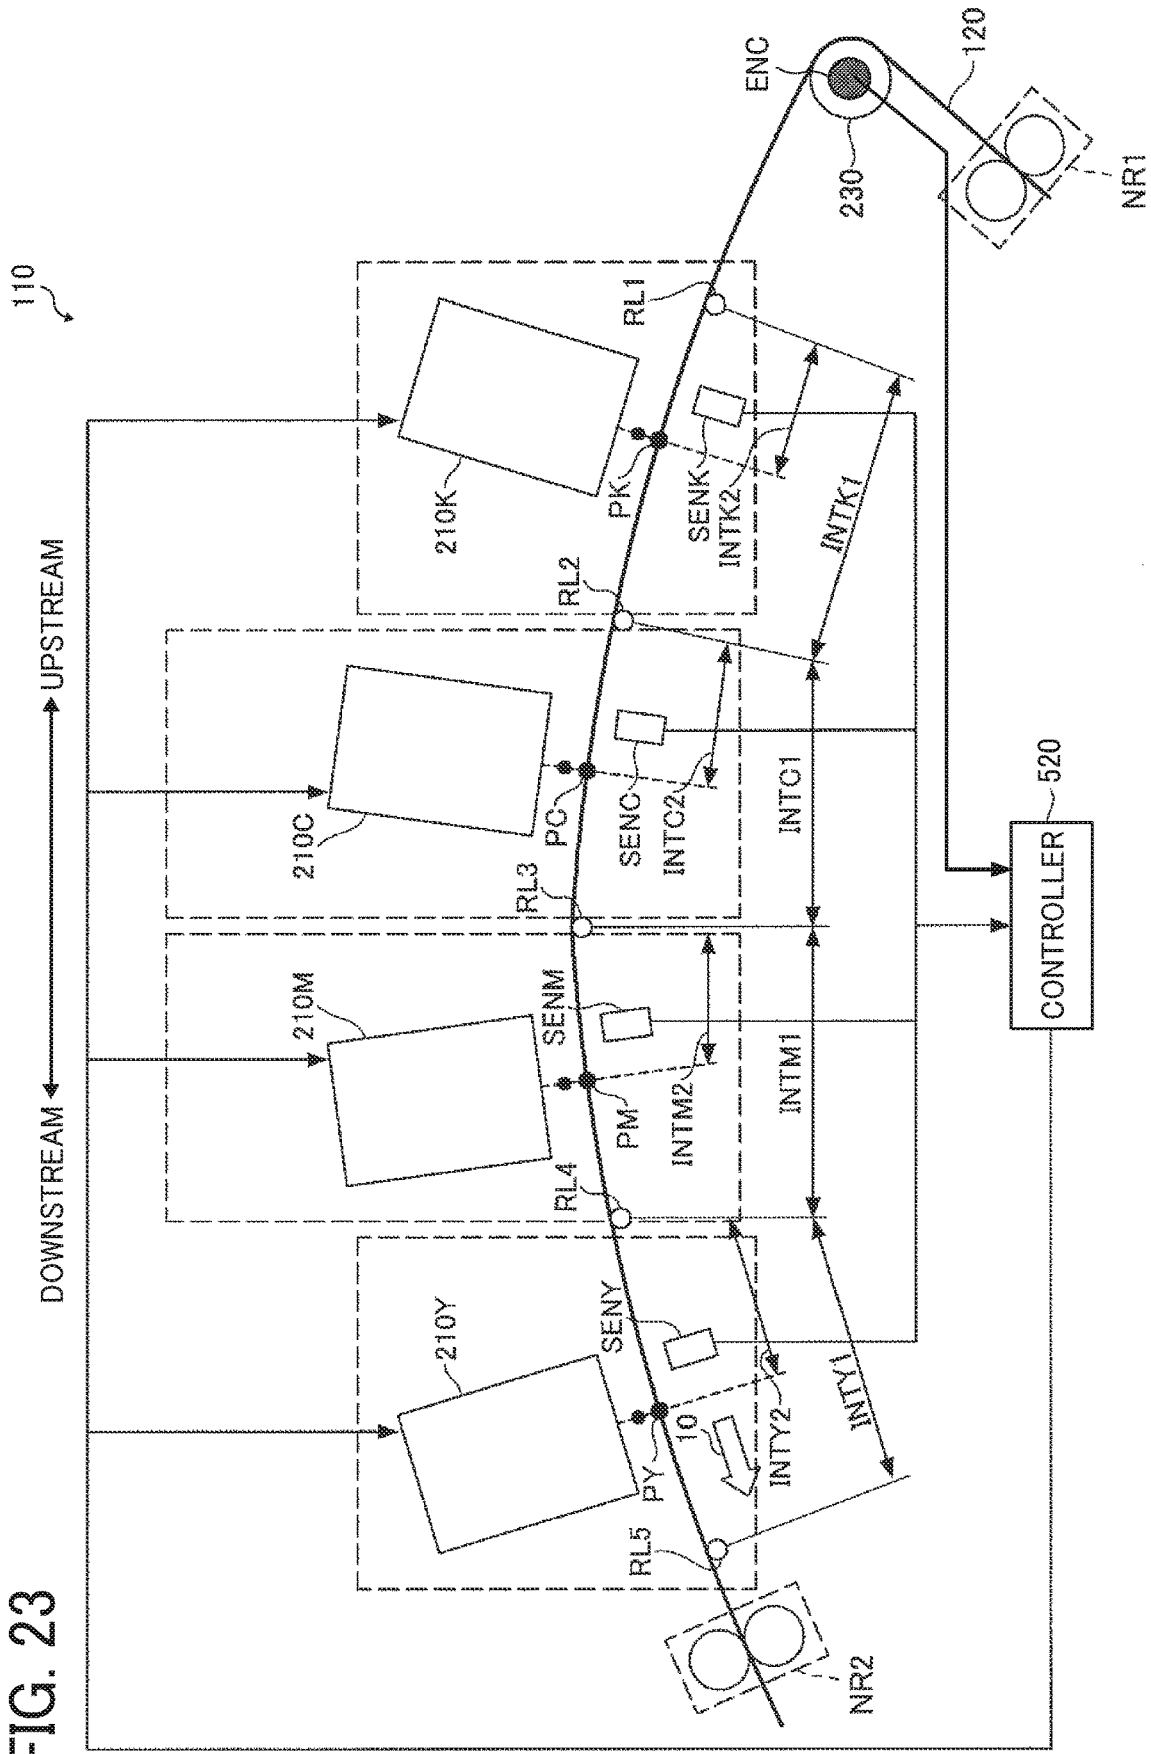 FIG. 23
110
DOWNSTREAM
UPSTREAM
210Y
210M
210C
210K
ENC
230
120
NR1
RL1
RL2
RL3
RL4
RL5
PK
PC
PM
PY
SENK
SENC
SENM
SENY
INTK2
INTK1
INTC2
INTC1
INTM2
INTM1
INTY2
INTY1
10
NR2
CONTROLLER
520